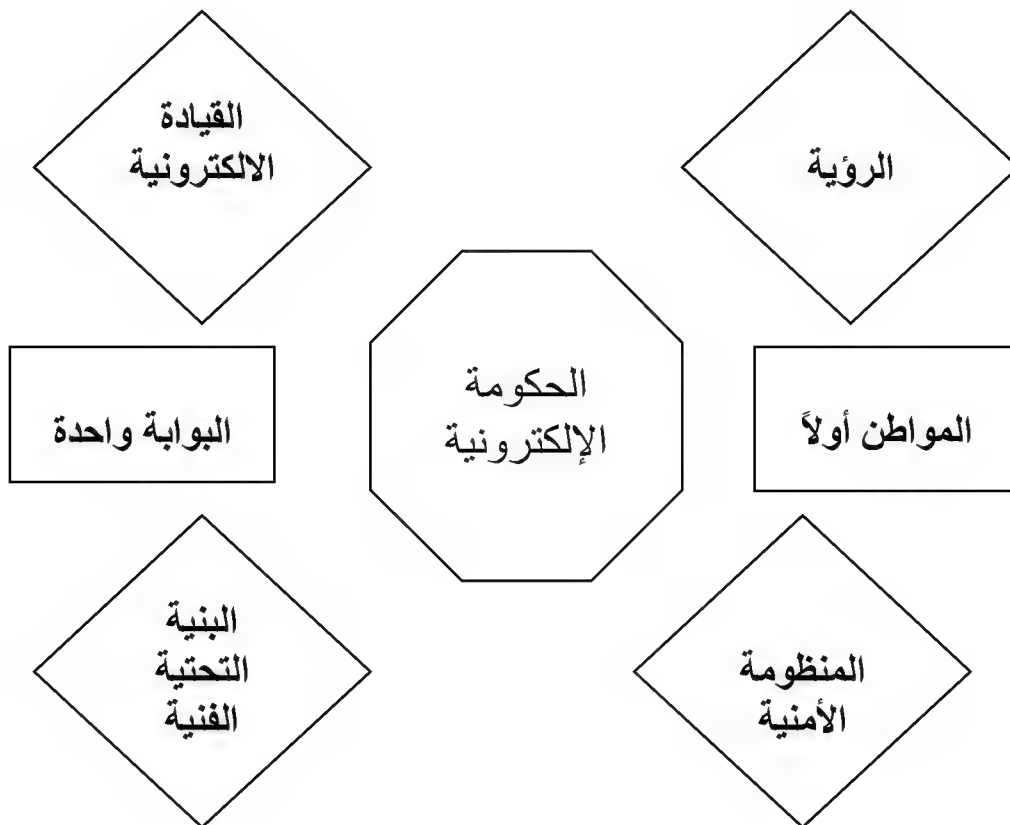 الرؤية
القيادة
الالكترونية
المواطن أولاً
الحكومة
الإلكترونية
البوابة واحدة
المنظومة
الأمنية
البنية
التحتية
الفنية